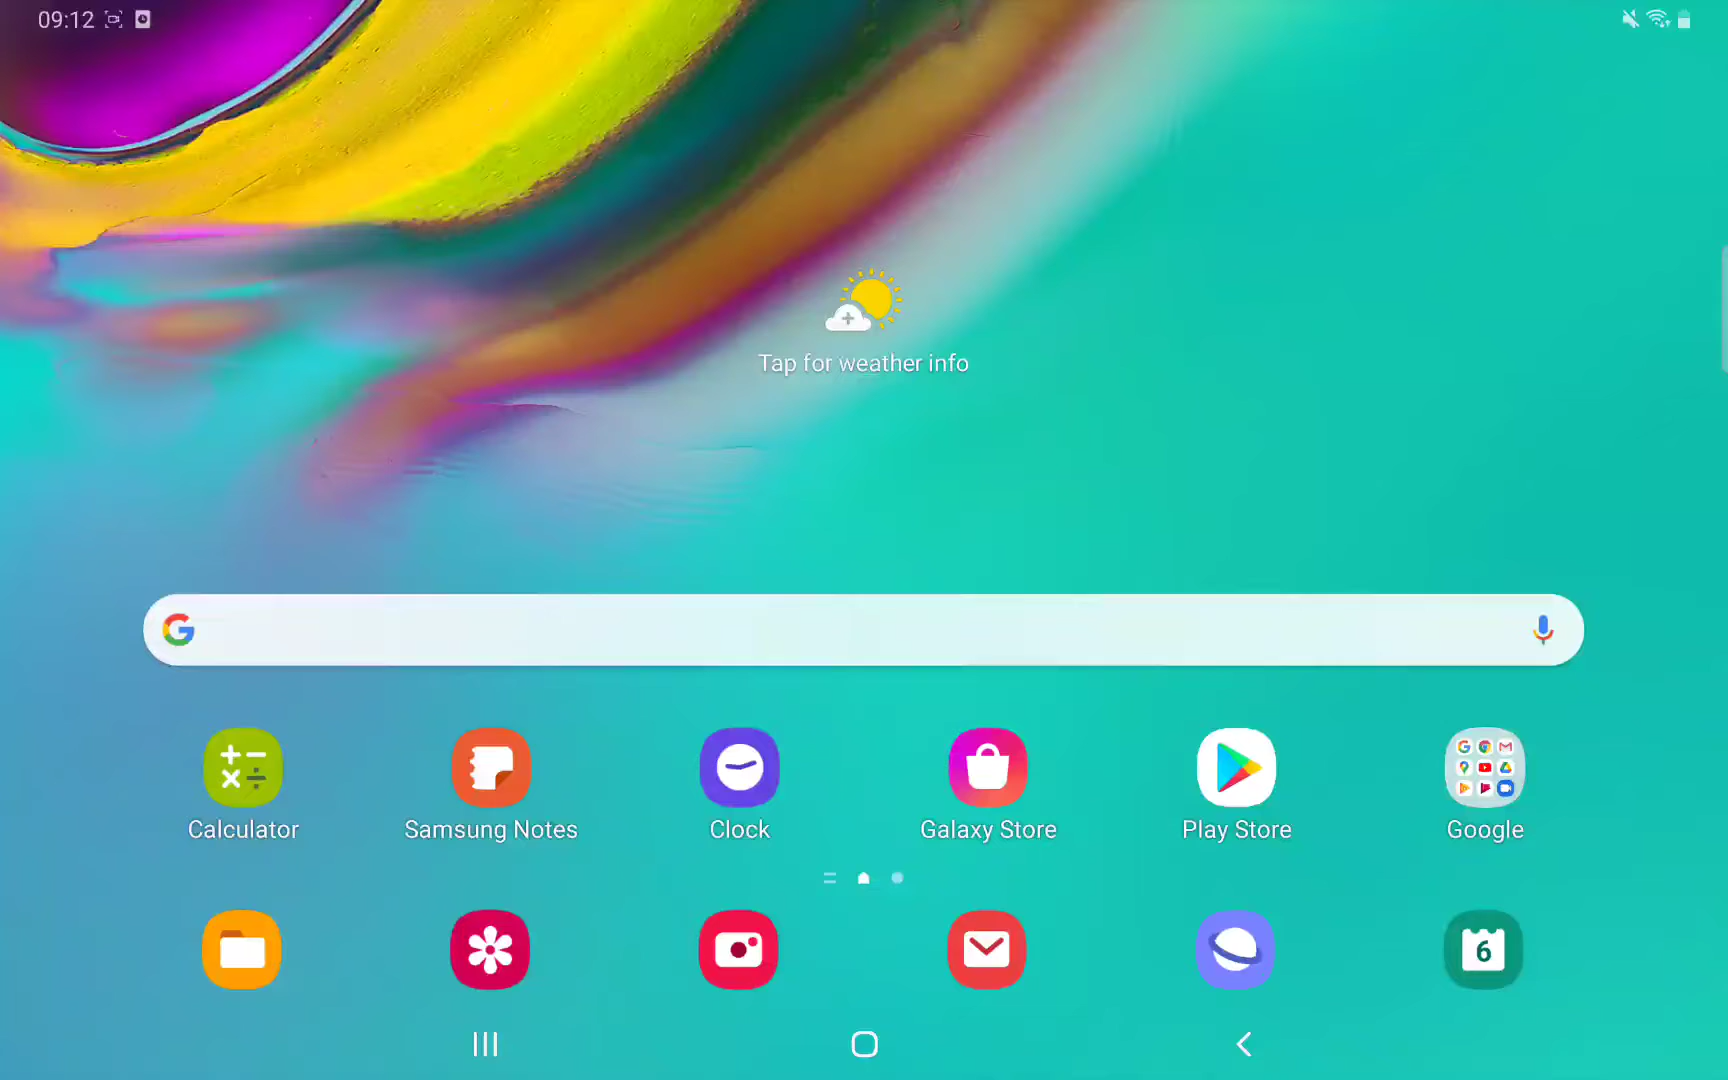 09:12
Tap for weather info
Calculator
Samsung Notes
Clock
Galaxy Store
Play Store
Google
6